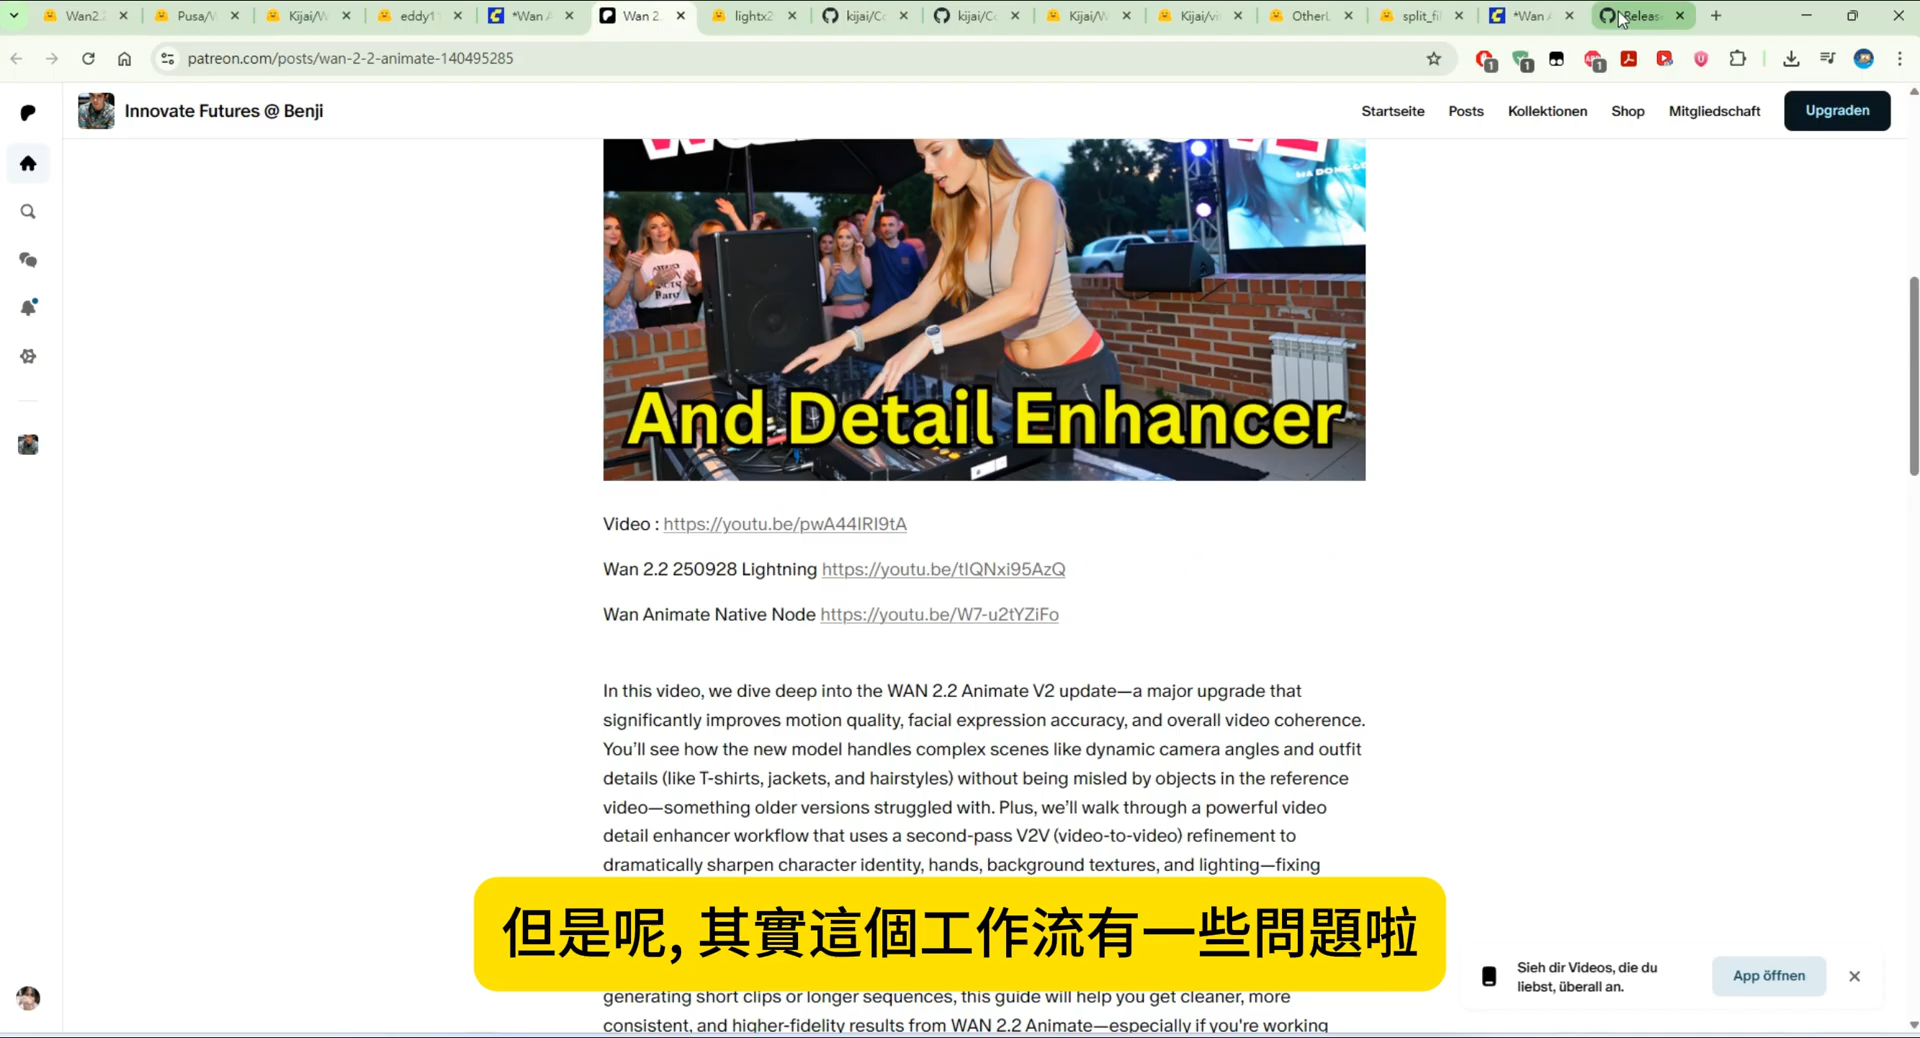 Wan2.2
Pusa/W
Kijai/W
eddy1
*Wan A
Wan 2.
lightx2
kijai/Co
kijai/Co
Kijai/W
Kijai/vi
OtherL
split_fil
*Wan A
Releas
patreon.com/posts/wan-2-2-animate-140495285
1
1
1
Innovate Futures @ Benji
Startseite
Posts
Kollektionen
Shop
Mitgliedschaft
Upgraden
And Detail Enhancer
Video : https://youtu.be/pwA44IRI9tA
Wan 2.2 250928 Lightning https://youtu.be/tIQNxi95AzQ
Wan Animate Native Node https://youtu.be/W7-u2tYZiFo
In this video, we dive deep into the WAN 2.2 Animate V2 update—a major upgrade that
significantly improves motion quality, facial expression accuracy, and overall video coherence.
You’ll see how the new model handles complex scenes like dynamic camera angles and outfit
details (like T-shirts, jackets, and hairstyles) without being misled by objects in the reference
video—something older versions struggled with. Plus, we’ll walk through a powerful video
detail enhancer workflow that uses a second-pass V2V (video-to-video) refinement to
dramatically sharpen character identity, hands, background textures, and lighting—fixing
但是呢, 其實這個工作流有一些問題啦
generating short clips or longer sequences, this guide will help you get cleaner, more
consistent, and higher-fidelity results from WAN 2.2 Animate—especially if you're working
Sieh dir Videos, die du
liebst, überall an.
App öffnen